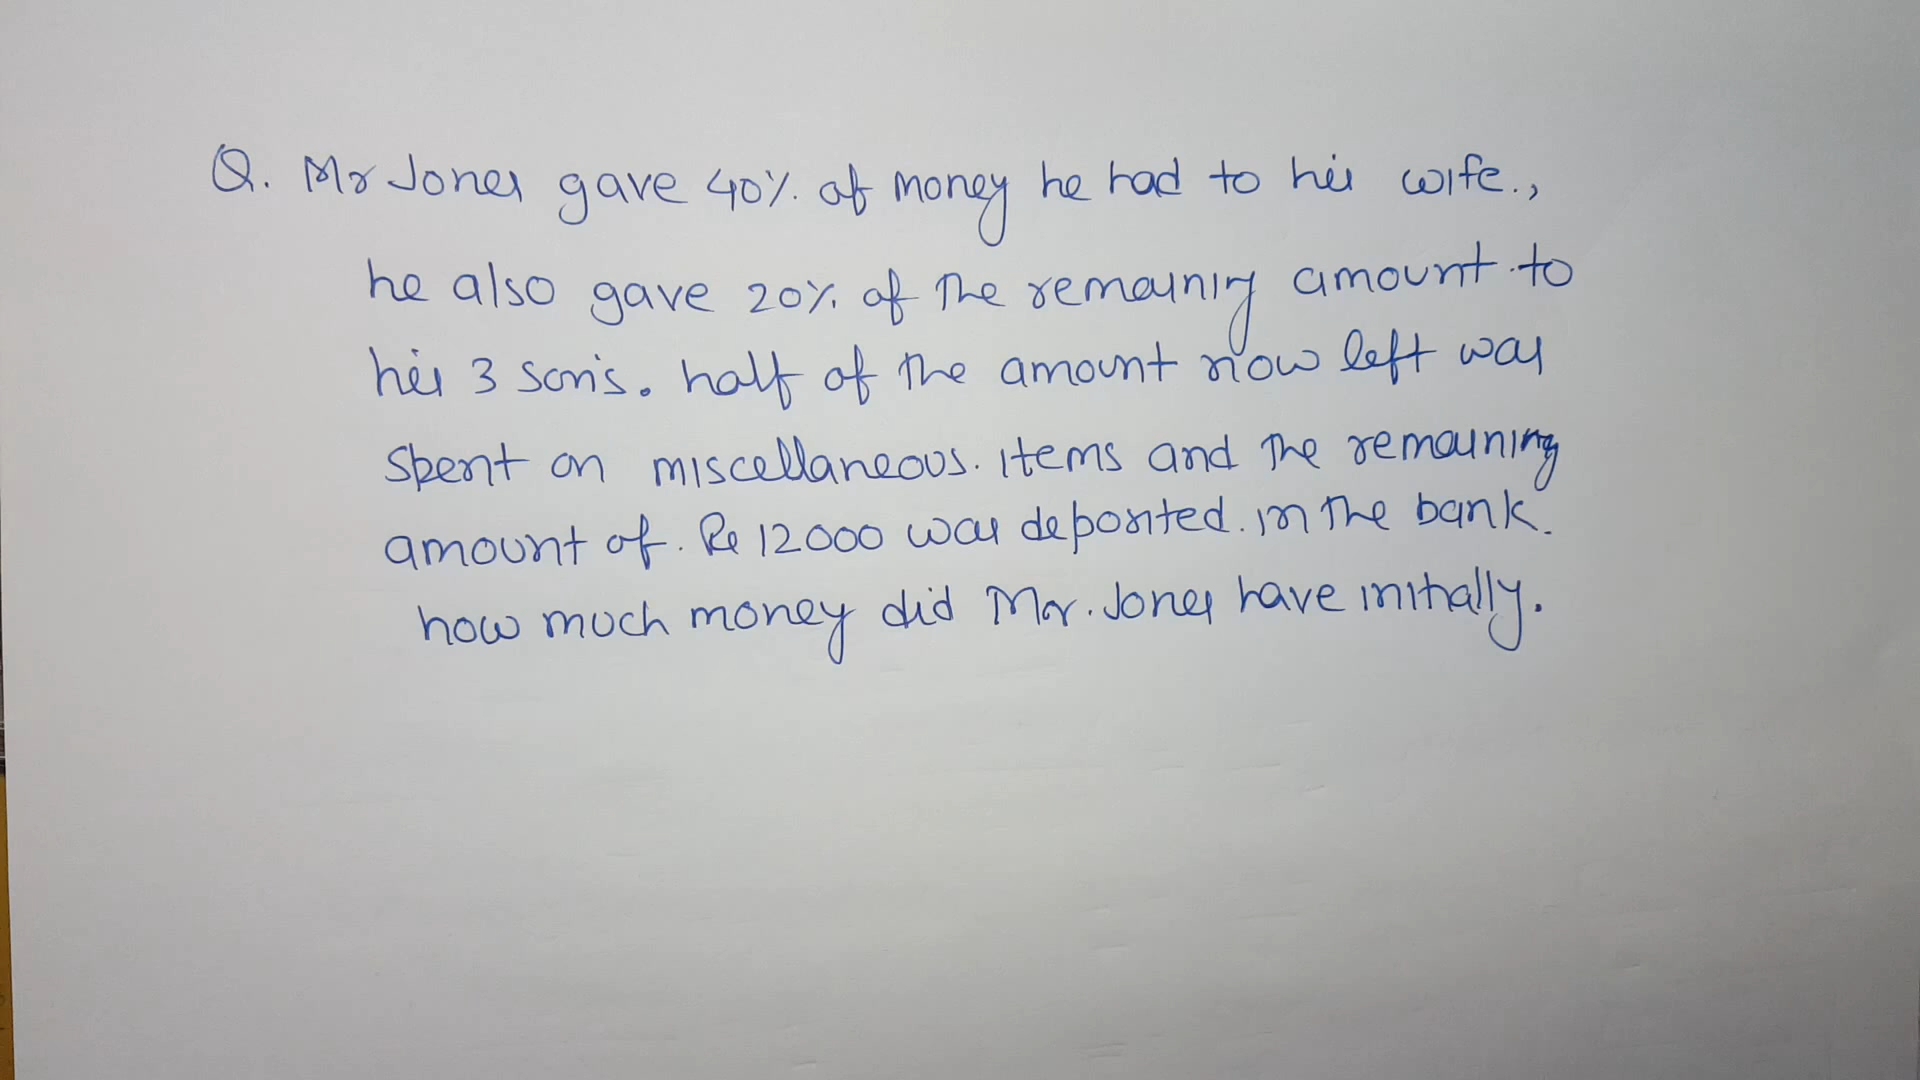 Q. Mr Jones gave 40% of money he had to his wife.,
he also gave 20% of the remaining amount to
his 3 son's. half of the amount now left was
spent on miscellaneous. items and the remaining
amount of. Re 12000 was deposited. in the bank.
how much money did Mr. Jones have initially.